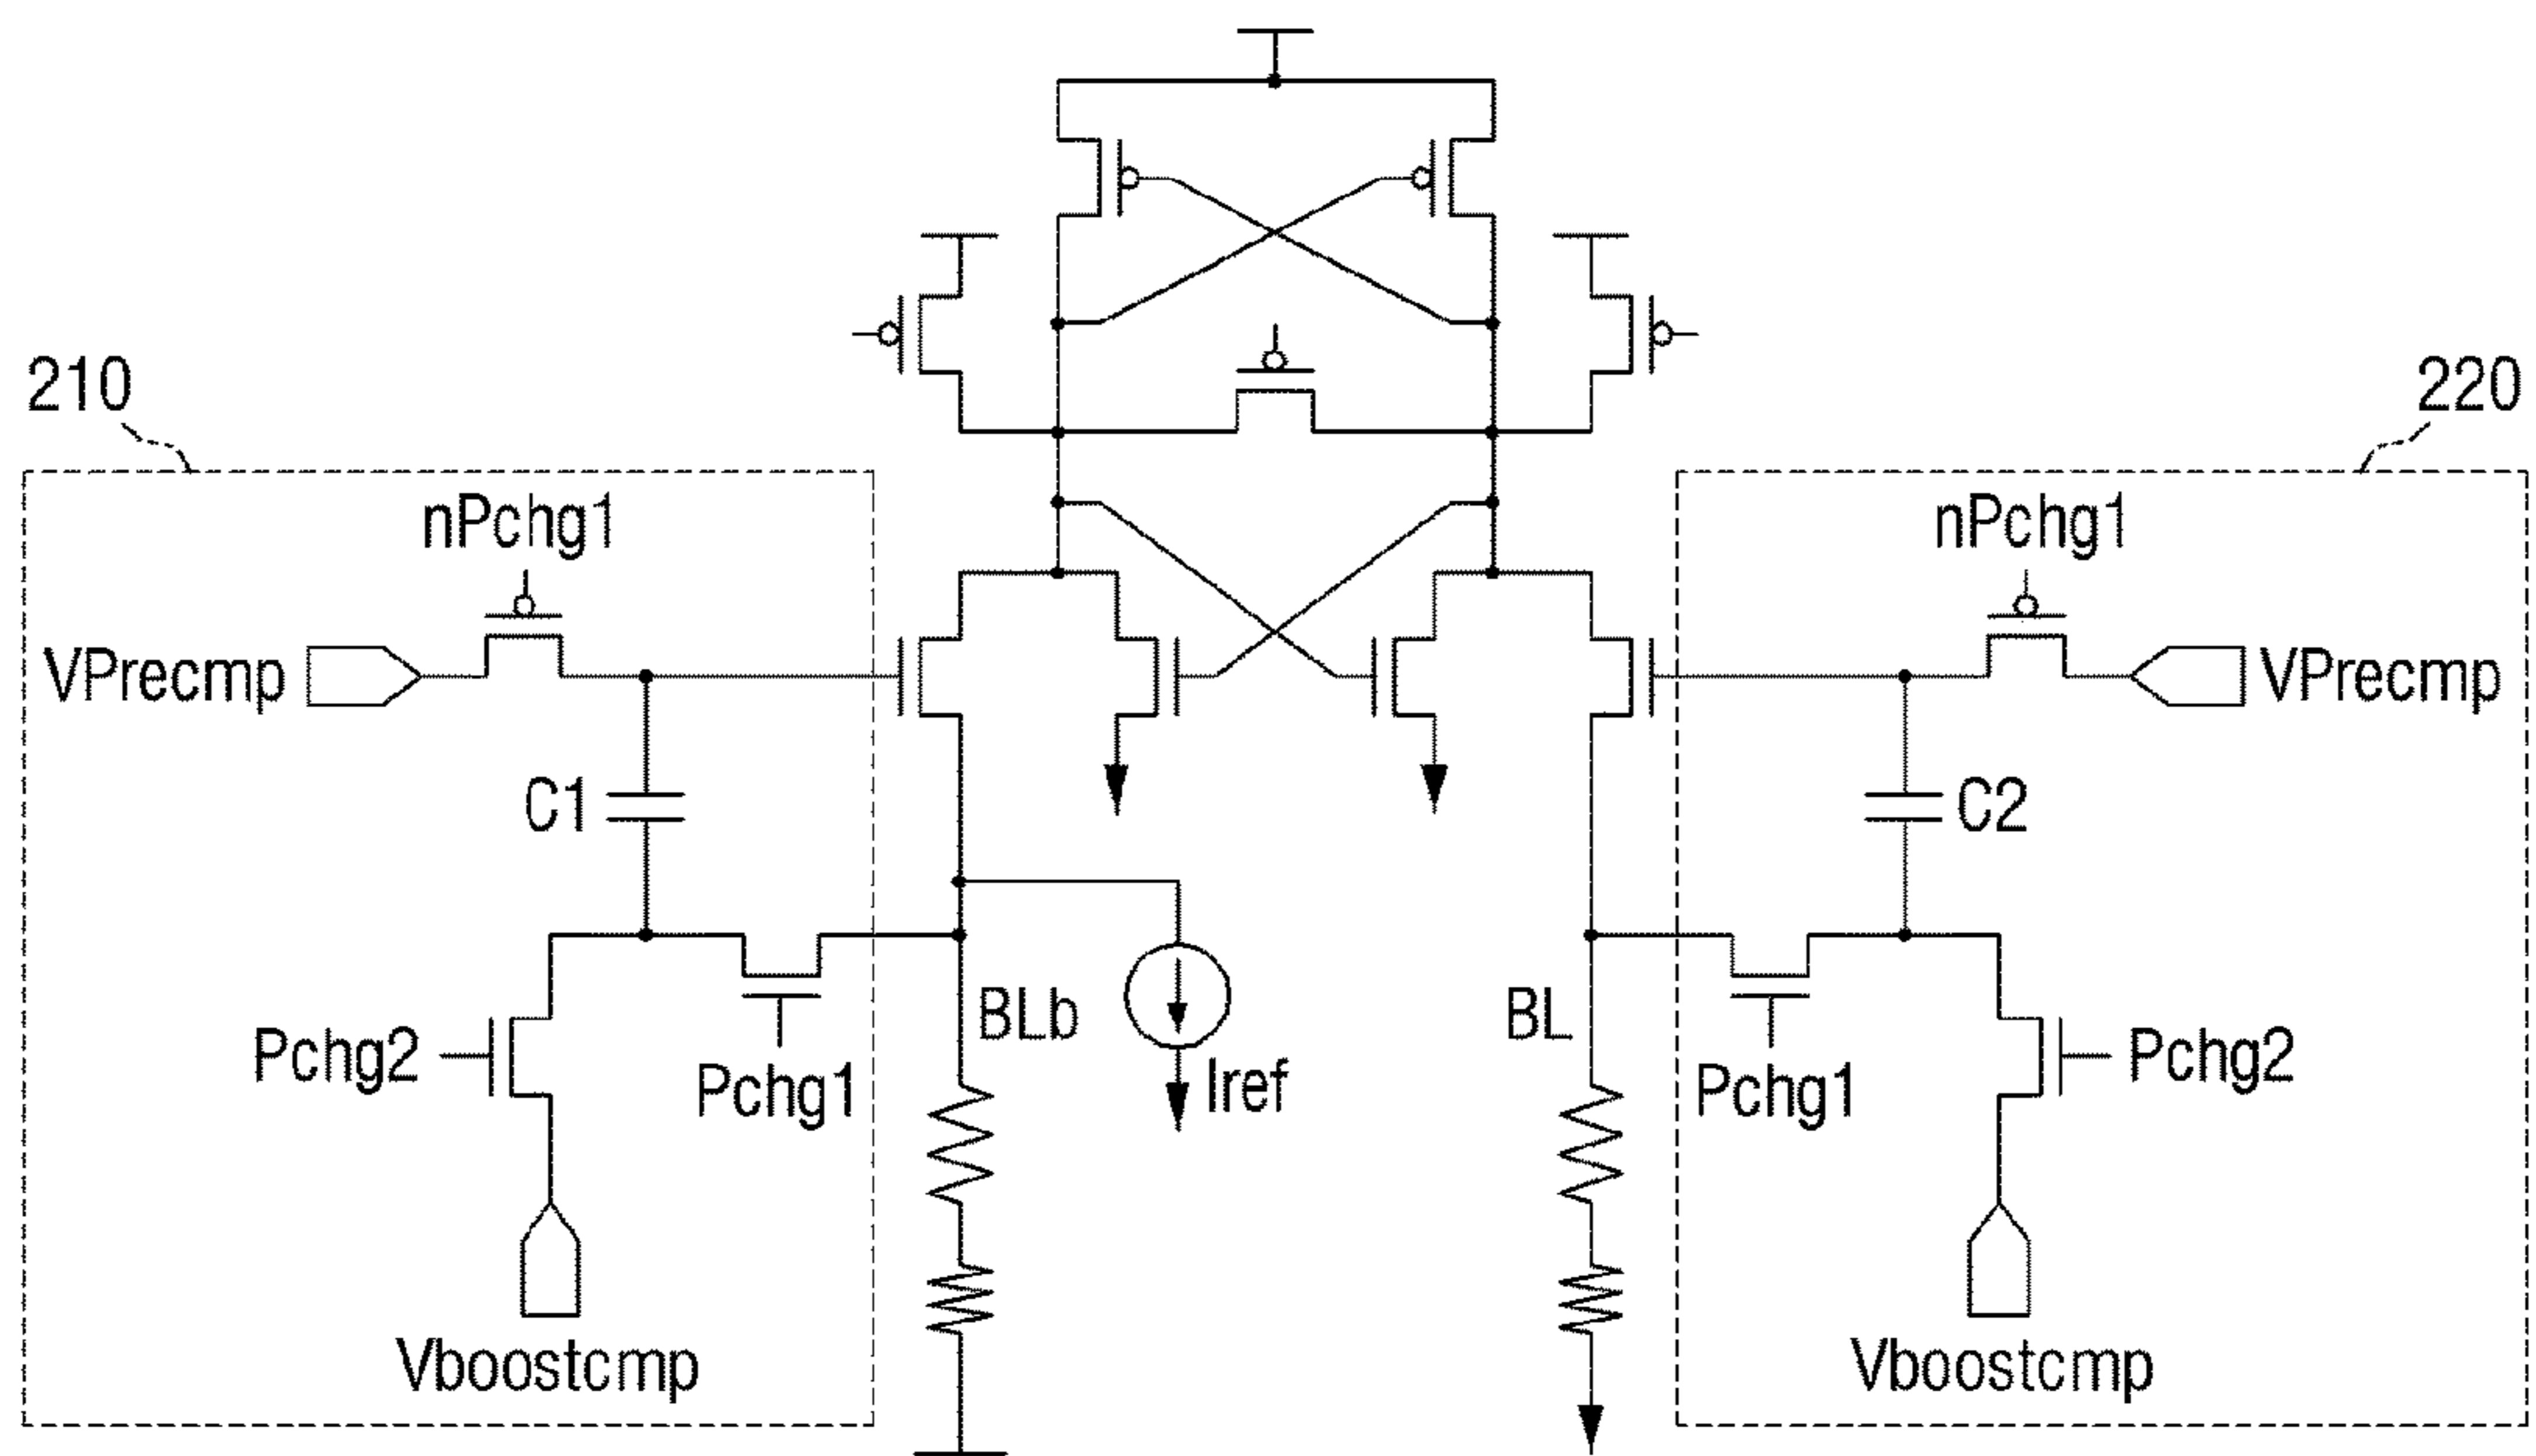 210
220
nPchg1
nPchg1
VPrecmp
VPrecmp
C1
C2
BLb
BL
Pchg2
Pchg1
Iref
Pchg1
Pchg2
Vboostcmp
Vboostcmp